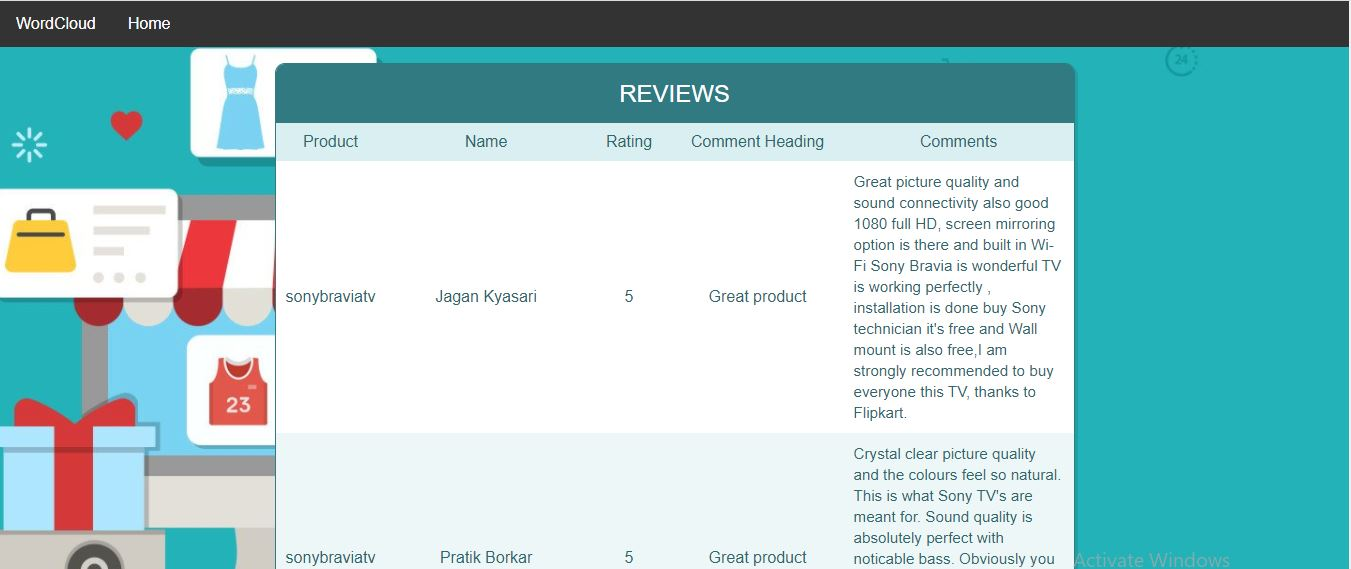 WordCloud Home
24
REVIEWS
Product Name Rating Comment Heading Comments
sonybraviatv Jagan Kyasari 5 Great product
Great picture quality and
sound connectivity also good
1080 full HD, screen mirroring
option is there and built in Wi-
Fi Sony Bravia is wonderful TV
is working perfectly ,
installation is done buy Sony
technician it's free and Wall
mount is also free,I am
strongly recommended to buy
everyone this TV, thanks to
Flipkart.
23
sonybraviatv Pratik Borkar 5 Great product
Crystal clear picture quality
and the colours feel so natural.
This is what Sony TV's are
meant for. Sound quality is
absolutely perfect with
noticable bass. Obviously you
Activate Windows